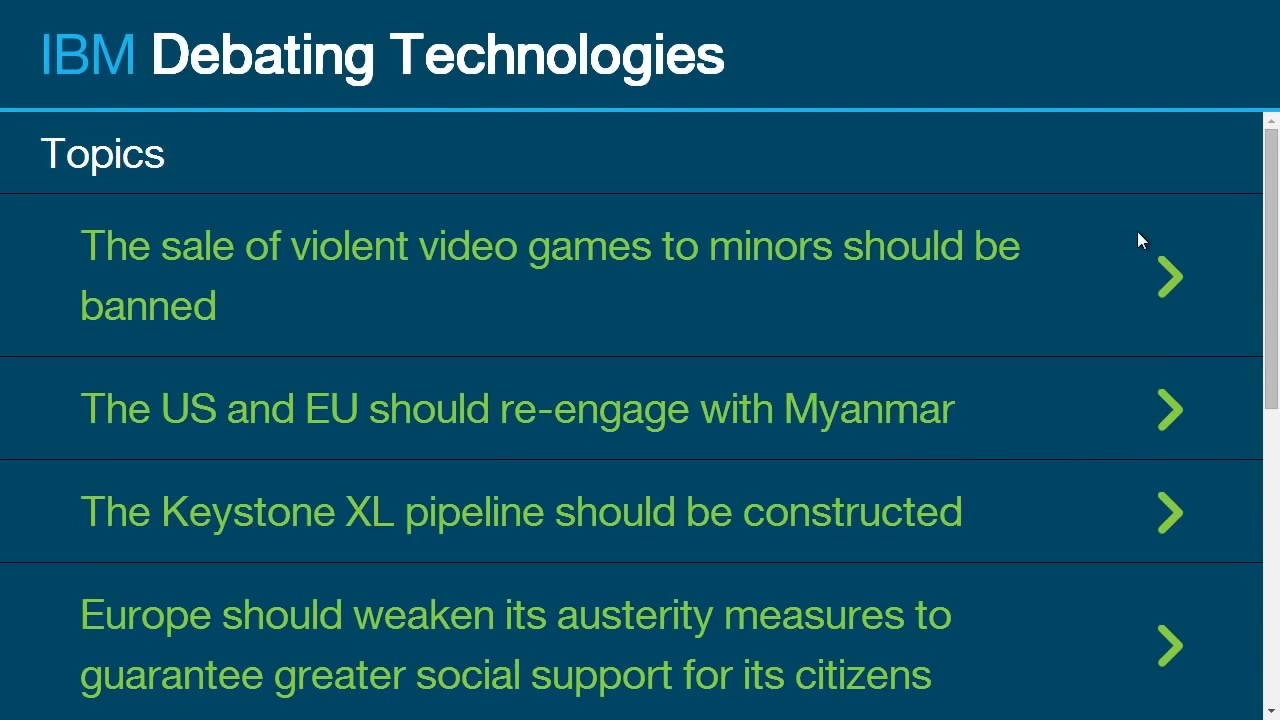 IBM Debating Technologies
Topics
The sale of violent video games to minors should be
banned
The US and EU should re-engage with Myanmar
The Keystone XL pipeline should be constructed
Europe should weaken its austerity measures to
guarantee greater social support for its citizens